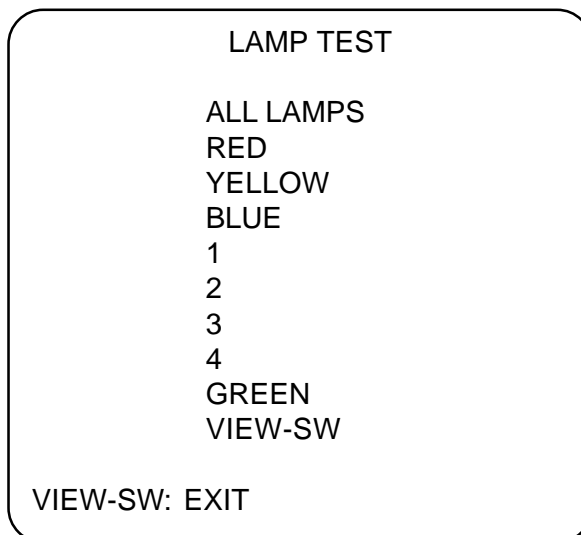 LAMP TEST
ALL LAMPS
RED
YELLOW
BLUE
1
2
3
4
GREEN
VIEW-SW
VIEW-SW: EXIT